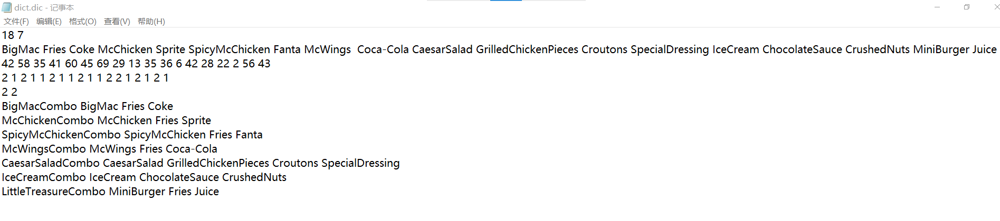 dict.dic - 记事本
文件(F) 编辑(E) 格式(O) 查看(V) 帮助(H)
18 7
BigMac Fries Coke McChicken Sprite SpicyMcChicken Fanta McWings  Coca-Cola CaesarSalad GrilledChickenPieces Croutons SpecialDressing IceCream ChocolateSauce CrushedNuts MiniBurger Juice
42 58 35 41 60 45 69 29 13 35 36 6 42 28 22 2 56 43
2 1 2 1 1 2 1 1 2 1 1 2 2 1 2 1 2 1
2 2
BigMacCombo BigMac Fries Coke
McChickenCombo McChicken Fries Sprite
SpicyMcChickenCombo SpicyMcChicken Fries Fanta
McWingsCombo McWings Fries Coca-Cola
CaesarSaladCombo CaesarSalad GrilledChickenPieces Croutons SpecialDressing
IceCreamCombo IceCream ChocolateSauce CrushedNuts
LittleTreasureCombo MiniBurger Fries Juice